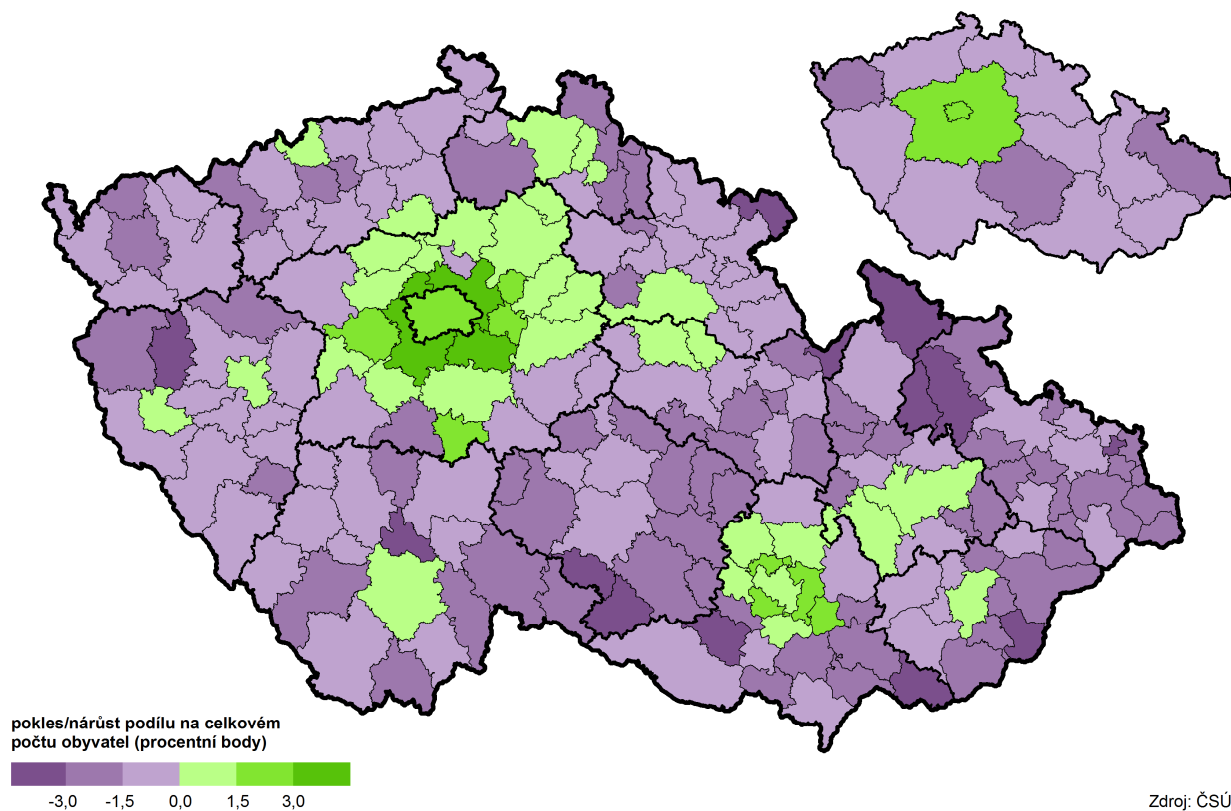 pokles/nárůst podílu na celkovém
počtu obyvatel (procentní body)
-3,0 -1,5 0,0 1,5 3,0
Zdroj: ČSÚ